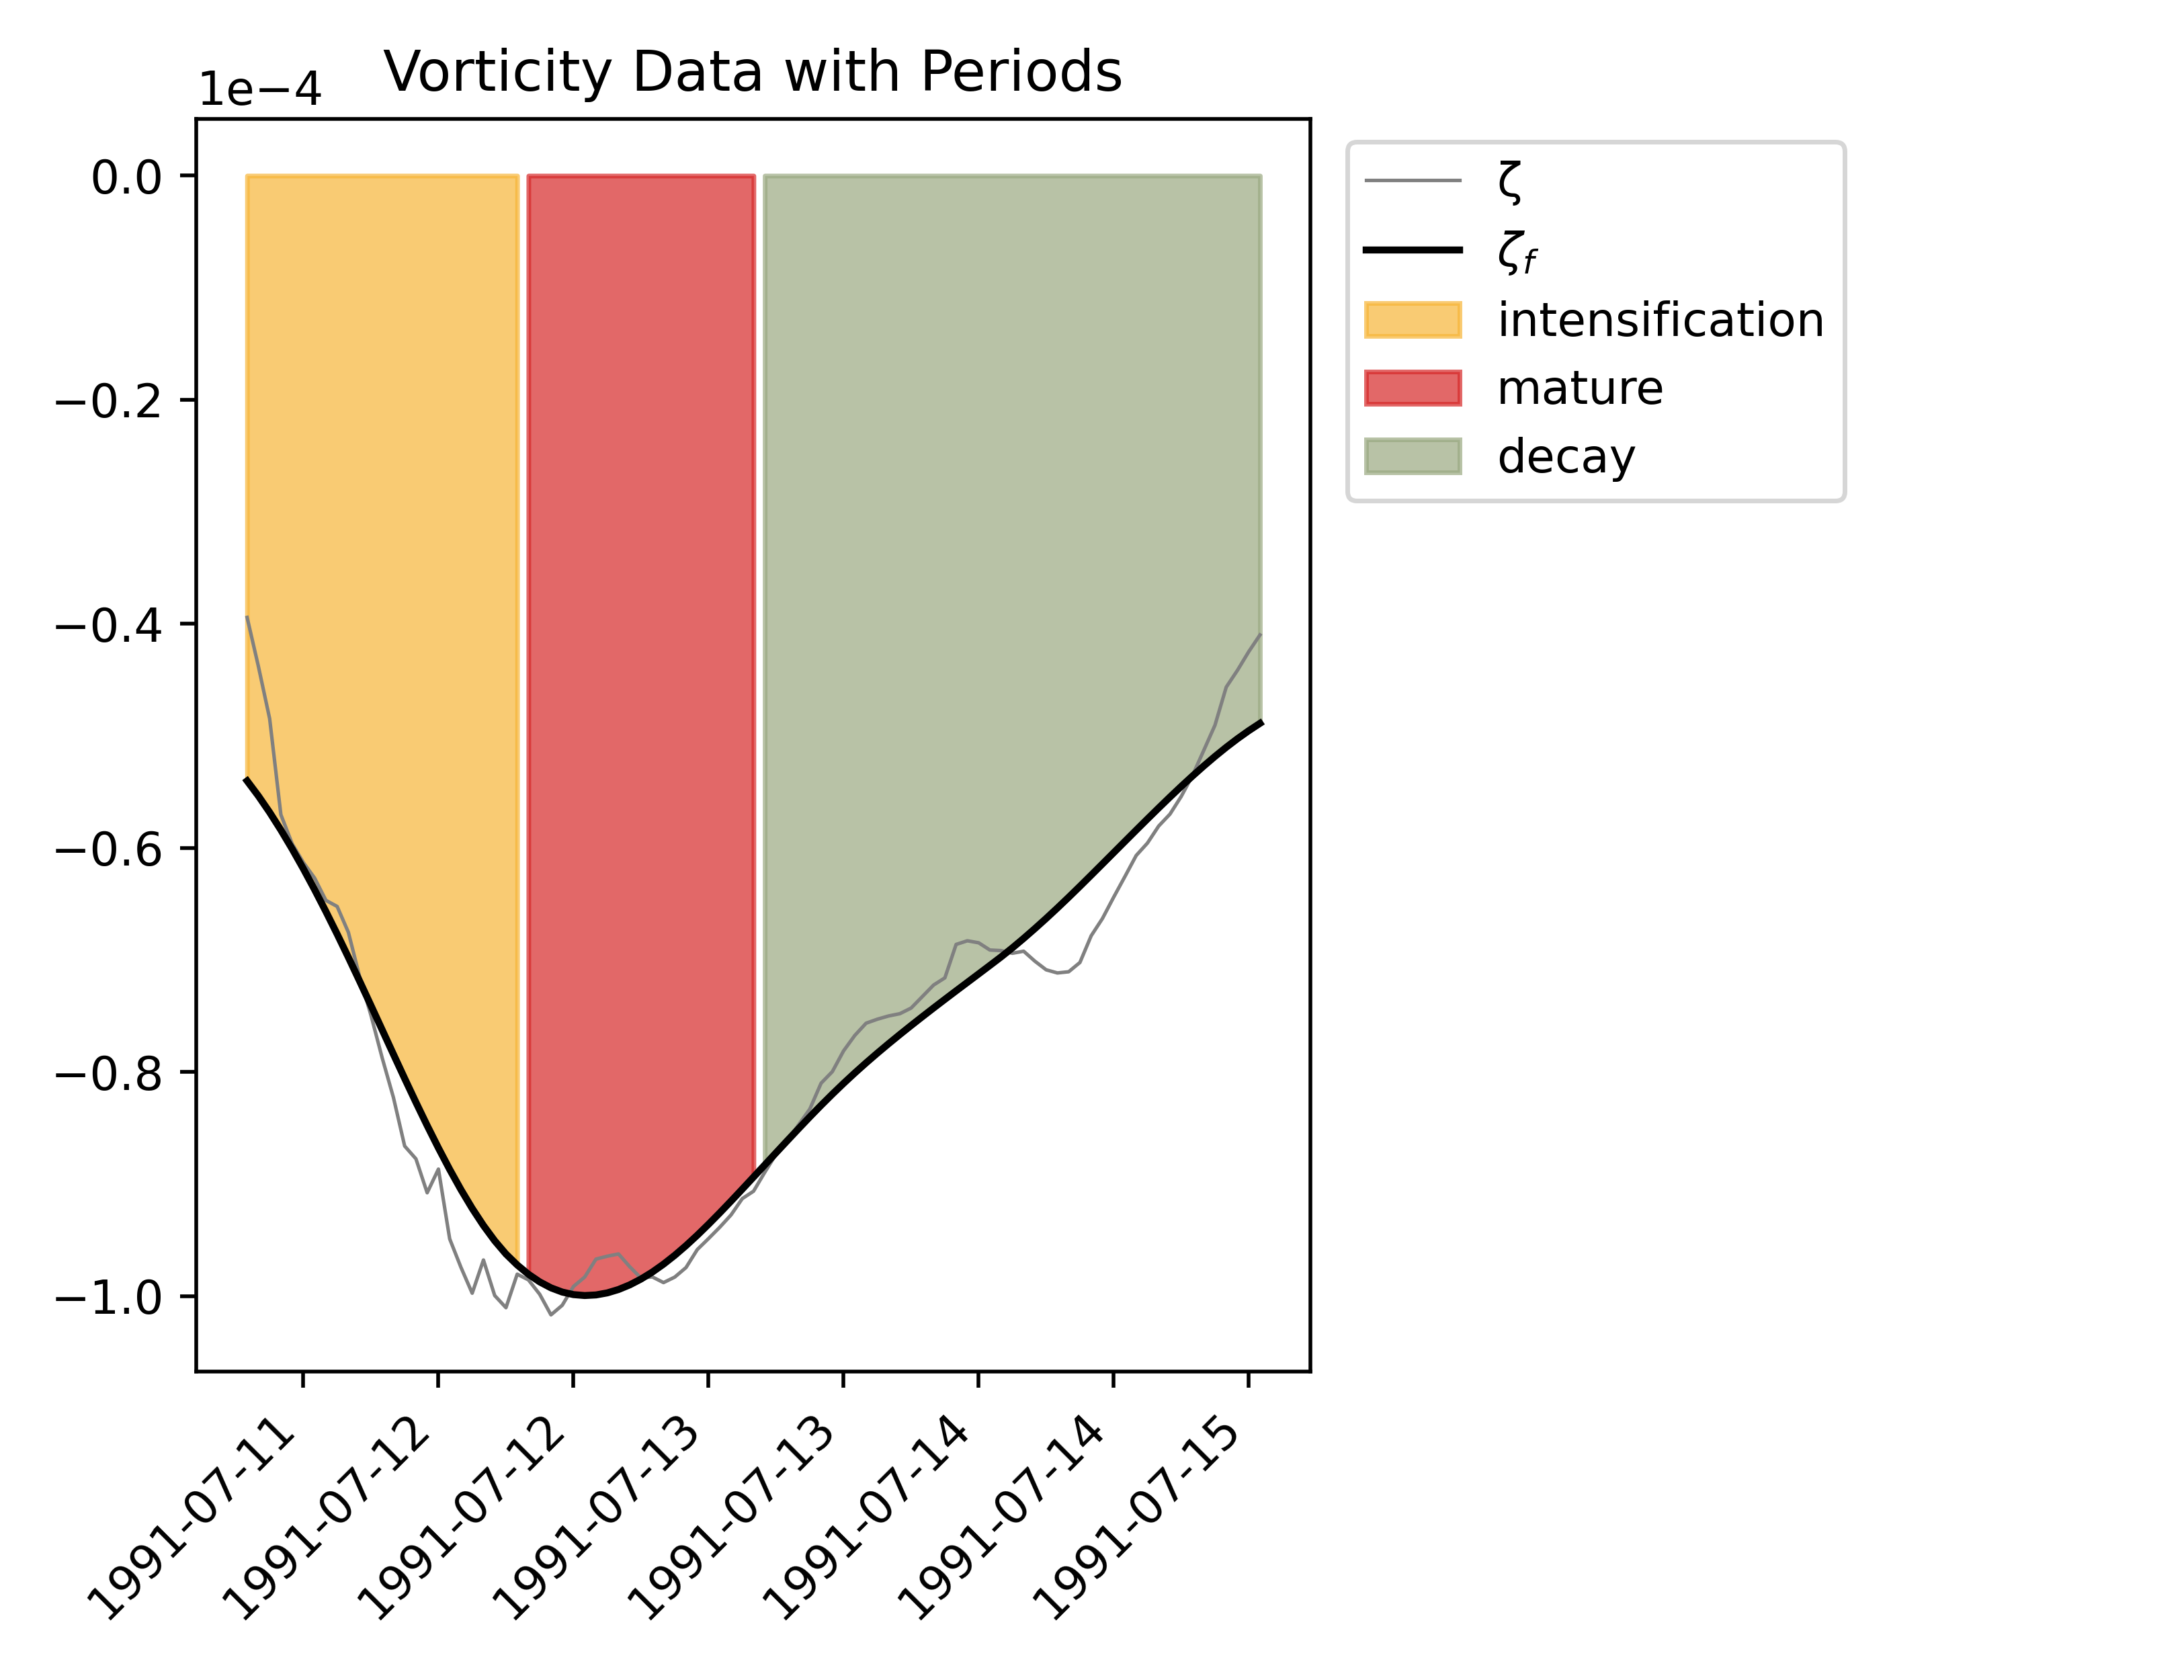 Vorticity Data with Periods
1e−4
0.0
−0.2
−0.4
−0.6
−0.8
−1.0
1991-07-11
1991-07-12
1991-07-12
1991-07-13
1991-07-13
1991-07-14
1991-07-14
1991-07-15
ζ
ζf
intensification
mature
decay